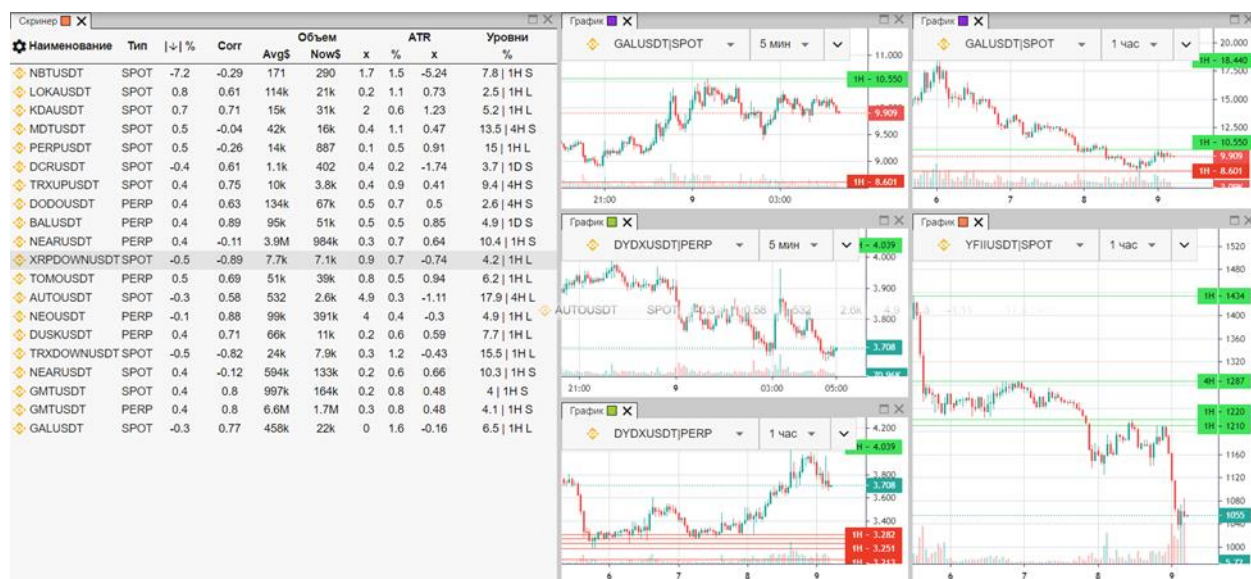 Скринер
Объем ATR Уровни
Наименование Тип |↓| % Corr Avg$ Now$ x % x %
NBTUSDT SPOT -7.2 -0.29 171 290 1.7 1.5 -5.24 7.8 | 1H S
LOKAUSDT SPOT 0.8 0.61 114k 21k 0.2 1.1 0.73 2.5 | 1H L
KDAUSDT SPOT 0.7 0.71 15k 31k 2 0.6 1.23 5.2 | 1H L
MDTUSDT SPOT 0.5 -0.04 42k 16k 0.4 1.1 0.47 13.5 | 4H S
PERPUSDT SPOT 0.5 -0.26 14k 887 0.1 0.5 0.91 15 | 1H L
DCRUSDT SPOT -0.4 0.61 1.1k 402 0.4 0.2 -1.74 3.7 | 1D S
TRXUPUSDT SPOT 0.4 0.75 10k 3.8k 0.4 0.9 0.41 9.4 | 4H S
DODOUSDT PERP 0.4 0.63 134k 67k 0.5 0.7 0.5 2.6 | 4H S
BALUSDT PERP 0.4 0.89 95k 51k 0.5 0.5 0.85 4.9 | 1D S
NEARUSDT PERP 0.4 -0.11 3.9M 984k 0.3 0.7 0.64 10.4 | 1H S
XRPDOWNUSDT SPOT -0.5 -0.89 7.7k 7.1k 0.9 0.7 -0.74 4.2 | 1H L
TOMOUSDT PERP 0.5 0.69 51k 39k 0.8 0.5 0.94 6.2 | 1H L
AUTOUSDT SPOT -0.3 0.58 532 2.6k 4.9 0.3 -1.11 17.9 | 4H L
NEOUSDT PERP -0.1 0.88 99k 391k 4 0.4 -0.3 4.9 | 1H L
DUSKUSDT PERP 0.4 0.71 66k 11k 0.2 0.6 0.59 7.7 | 1H L
TRXDOWNUSDT SPOT -0.5 -0.82 24k 7.9k 0.3 1.2 -0.43 15.5 | 1H L
NEARUSDT SPOT 0.4 -0.12 594k 133k 0.2 0.6 0.66 10.3 | 1H S
GMTUSDT SPOT 0.4 0.8 997k 164k 0.2 0.8 0.48 4 | 1H S
GMTUSDT PERP 0.4 0.8 6.6M 1.7M 0.3 0.8 0.48 4.1 | 1H S
GALUSDT SPOT -0.3 0.77 458k 22k 0 1.6 -0.16 6.5 | 1H L
График
GALUSDT|SPOT 5 мин
11.000
1H - 10.550
9.909
9.500
9.000
1H - 8.601
21:00 9 03:00
График
GALUSDT|SPOT 1 час
20.000
1H - 18.440
17.500
15.000
12.500
1H - 10.550
9.909
1H - 8.601
6 7 8 9
График
DYDXUSDT|PERP 5 мин
4.039
4.000
3.900
3.800
3.708
21:00 9 03:00 05:00
AUTOUSDT SPOT -0.3 0.58 532 2.6k 4.9
График
DYDXUSDT|PERP 1 час
4.200
4.039
3.800
3.708
3.600
3.400
1H - 3.282
1H - 3.251
6 7 8 9
График
YFIIUSDT|SPOT 1 час
1520
1480
1H - 1434
1400
1360
1320
4H - 1287
1H - 1220
1H - 1210
1160
1120
1080
1055
1040
1000
6 7 8 9